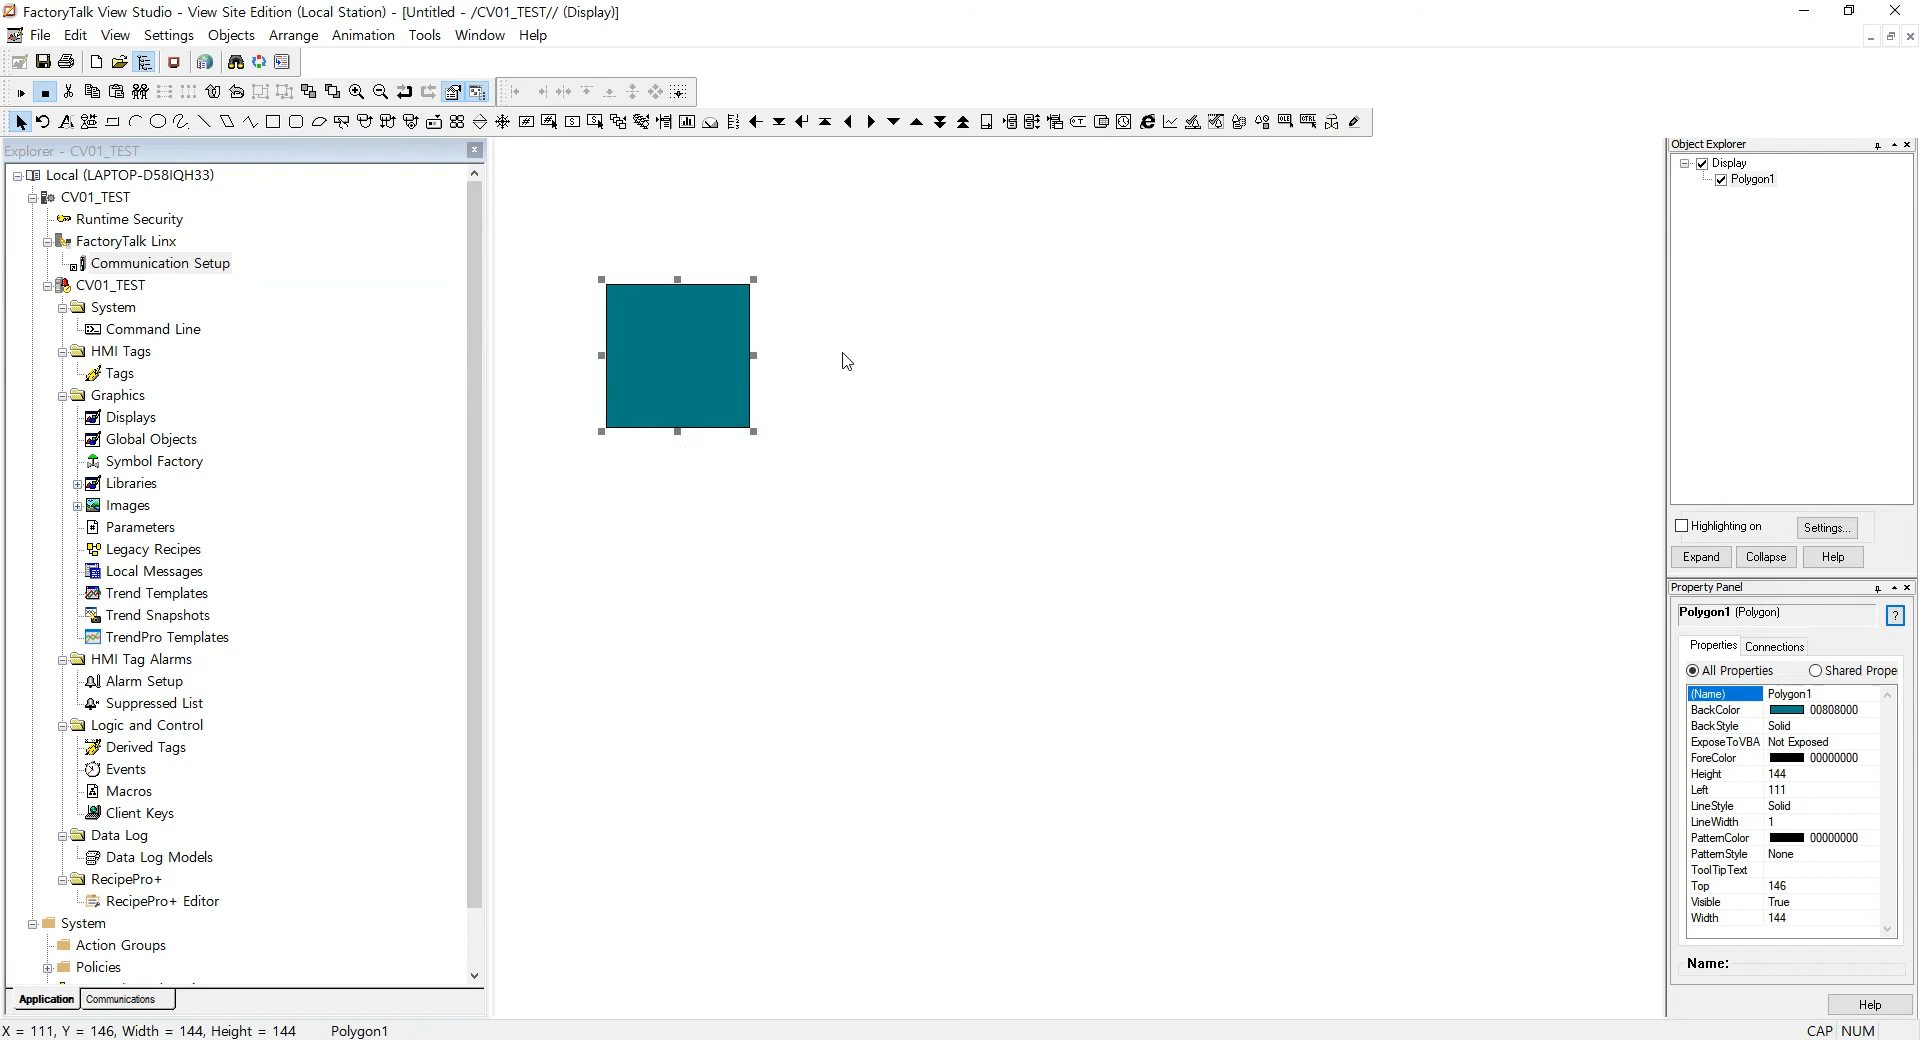 FactoryTalk View Studio - View Site Edition (Local Station) - [Untitled - /CV01_TEST// (Display)]
File Edit View Settings Objects Arrange Animation Tools Window Help
Explorer - CV01_TEST
Local (LAPTOP-D58IQH33)
CV01_TEST
Runtime Security
FactoryTalk Linx
Communication Setup
CV01_TEST
System
Command Line
HMI Tags
Tags
Graphics
Displays
Global Objects
Symbol Factory
Libraries
Images
Parameters
Legacy Recipes
Local Messages
Trend Templates
Trend Snapshots
TrendPro Templates
HMI Tag Alarms
Alarm Setup
Suppressed List
Logic and Control
Derived Tags
Events
Macros
Client Keys
Data Log
Data Log Models
RecipePro+
RecipePro+ Editor
System
Action Groups
Policies
Application Communications
Object Explorer
Display
Polygon1
Highlighting on Settings...
Expand Collapse Help
Property Panel
Polygon1 (Polygon) ?
Properties Connections
All Properties Shared Prope
(Name) Polygon1
BackColor 00808000
BackStyle Solid
ExposeToVBA Not Exposed
ForeColor 00000000
Height 144
Left 111
LineStyle Solid
LineWidth 1
PatternColor 00000000
PatternStyle None
ToolTipText
Top 146
Visible True
Width 144
Name:
Help
X = 111, Y = 146, Width = 144, Height = 144 Polygon1 CAP NUM